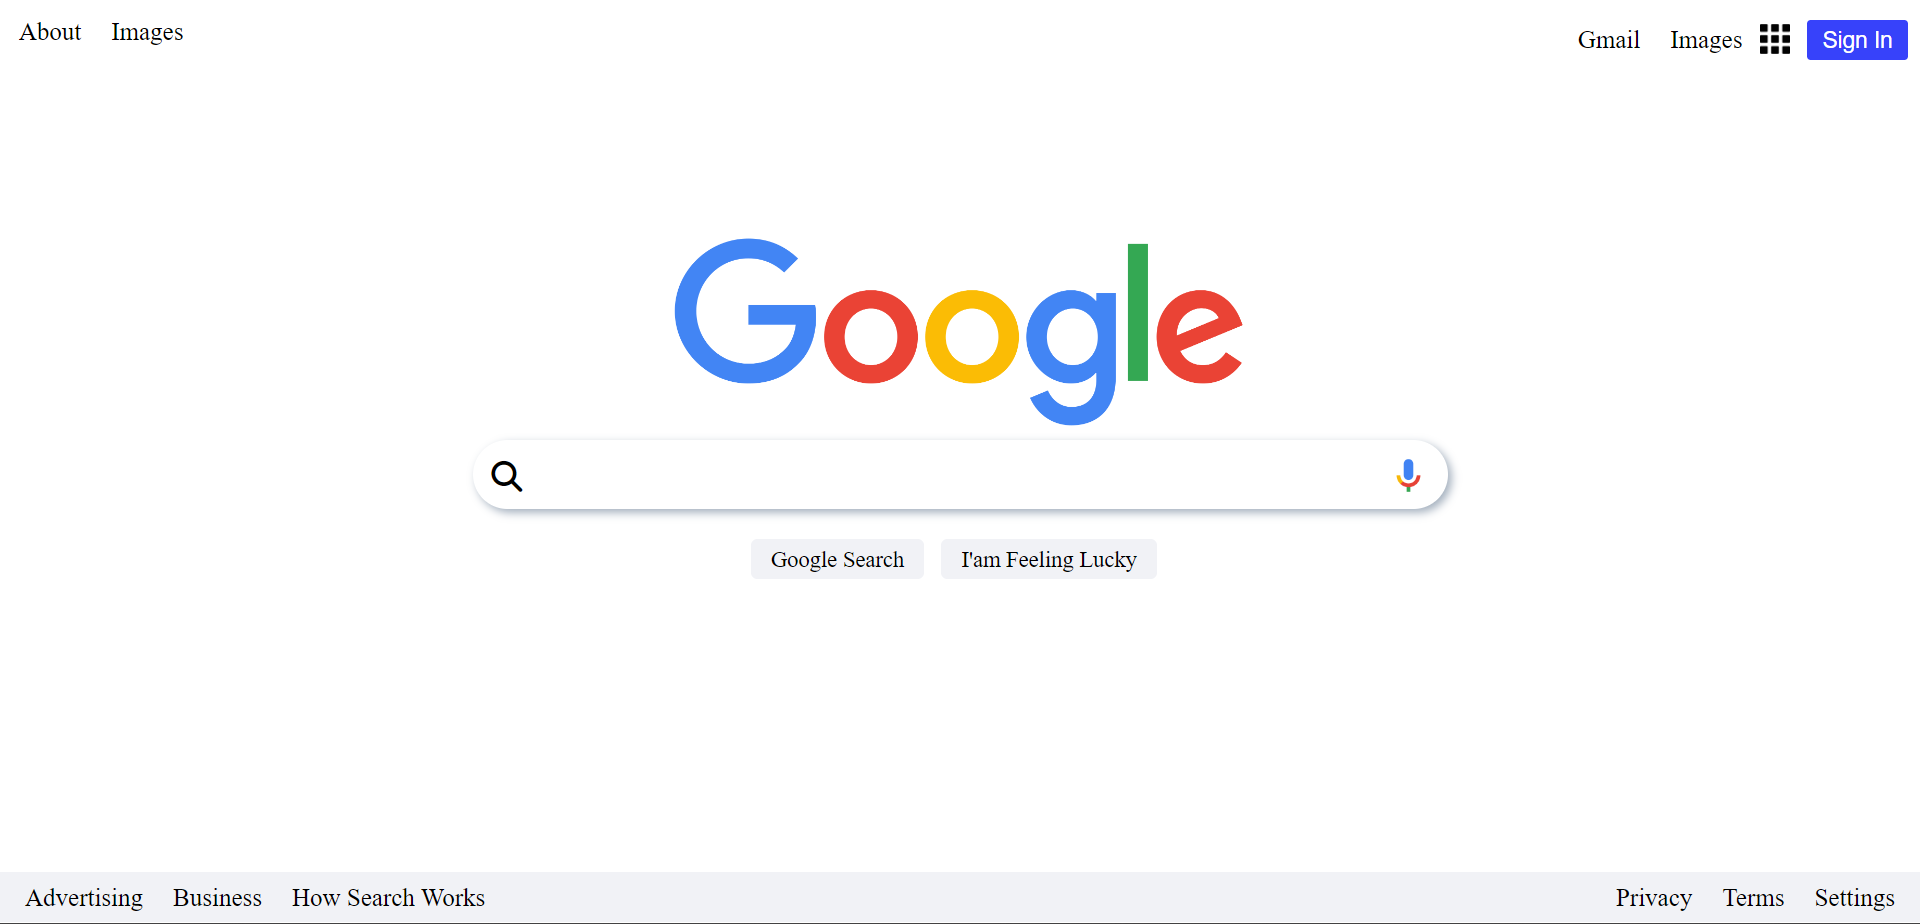 About Images Gmail Images Sign In
Google
Google Search I'am Feeling Lucky
Advertising Business How Search Works Privacy Terms Settings